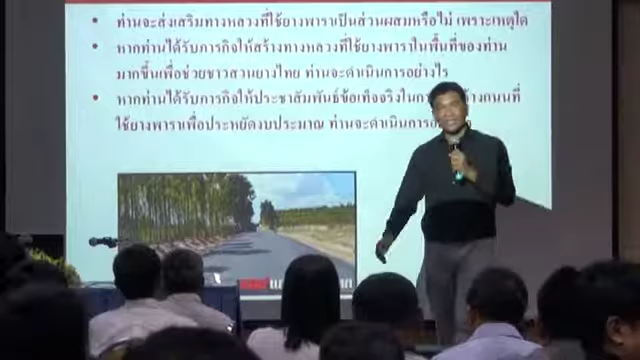 ท่านจะส่งเสริมทางหลวงที่ใช้ยางพาราเป็นส่วนผสมหรือไม่ เพราะเหตุใด
หากท่านได้รับภารกิจให้สร้างทางหลวงที่ใช้ยางพาราในพื้นที่ของท่าน
มากขึ้นเพื่อช่วยชาวสวนยางไทย ท่านจะดำเนินการอย่างไร
หากท่านได้รับภารกิจให้ประชาสัมพันธ์ข้อเท็จจริงใน ถนนที่
ใช้ยางพาราเพื่อประหยัดงบประมาณ ท่านจะดำเนินการ